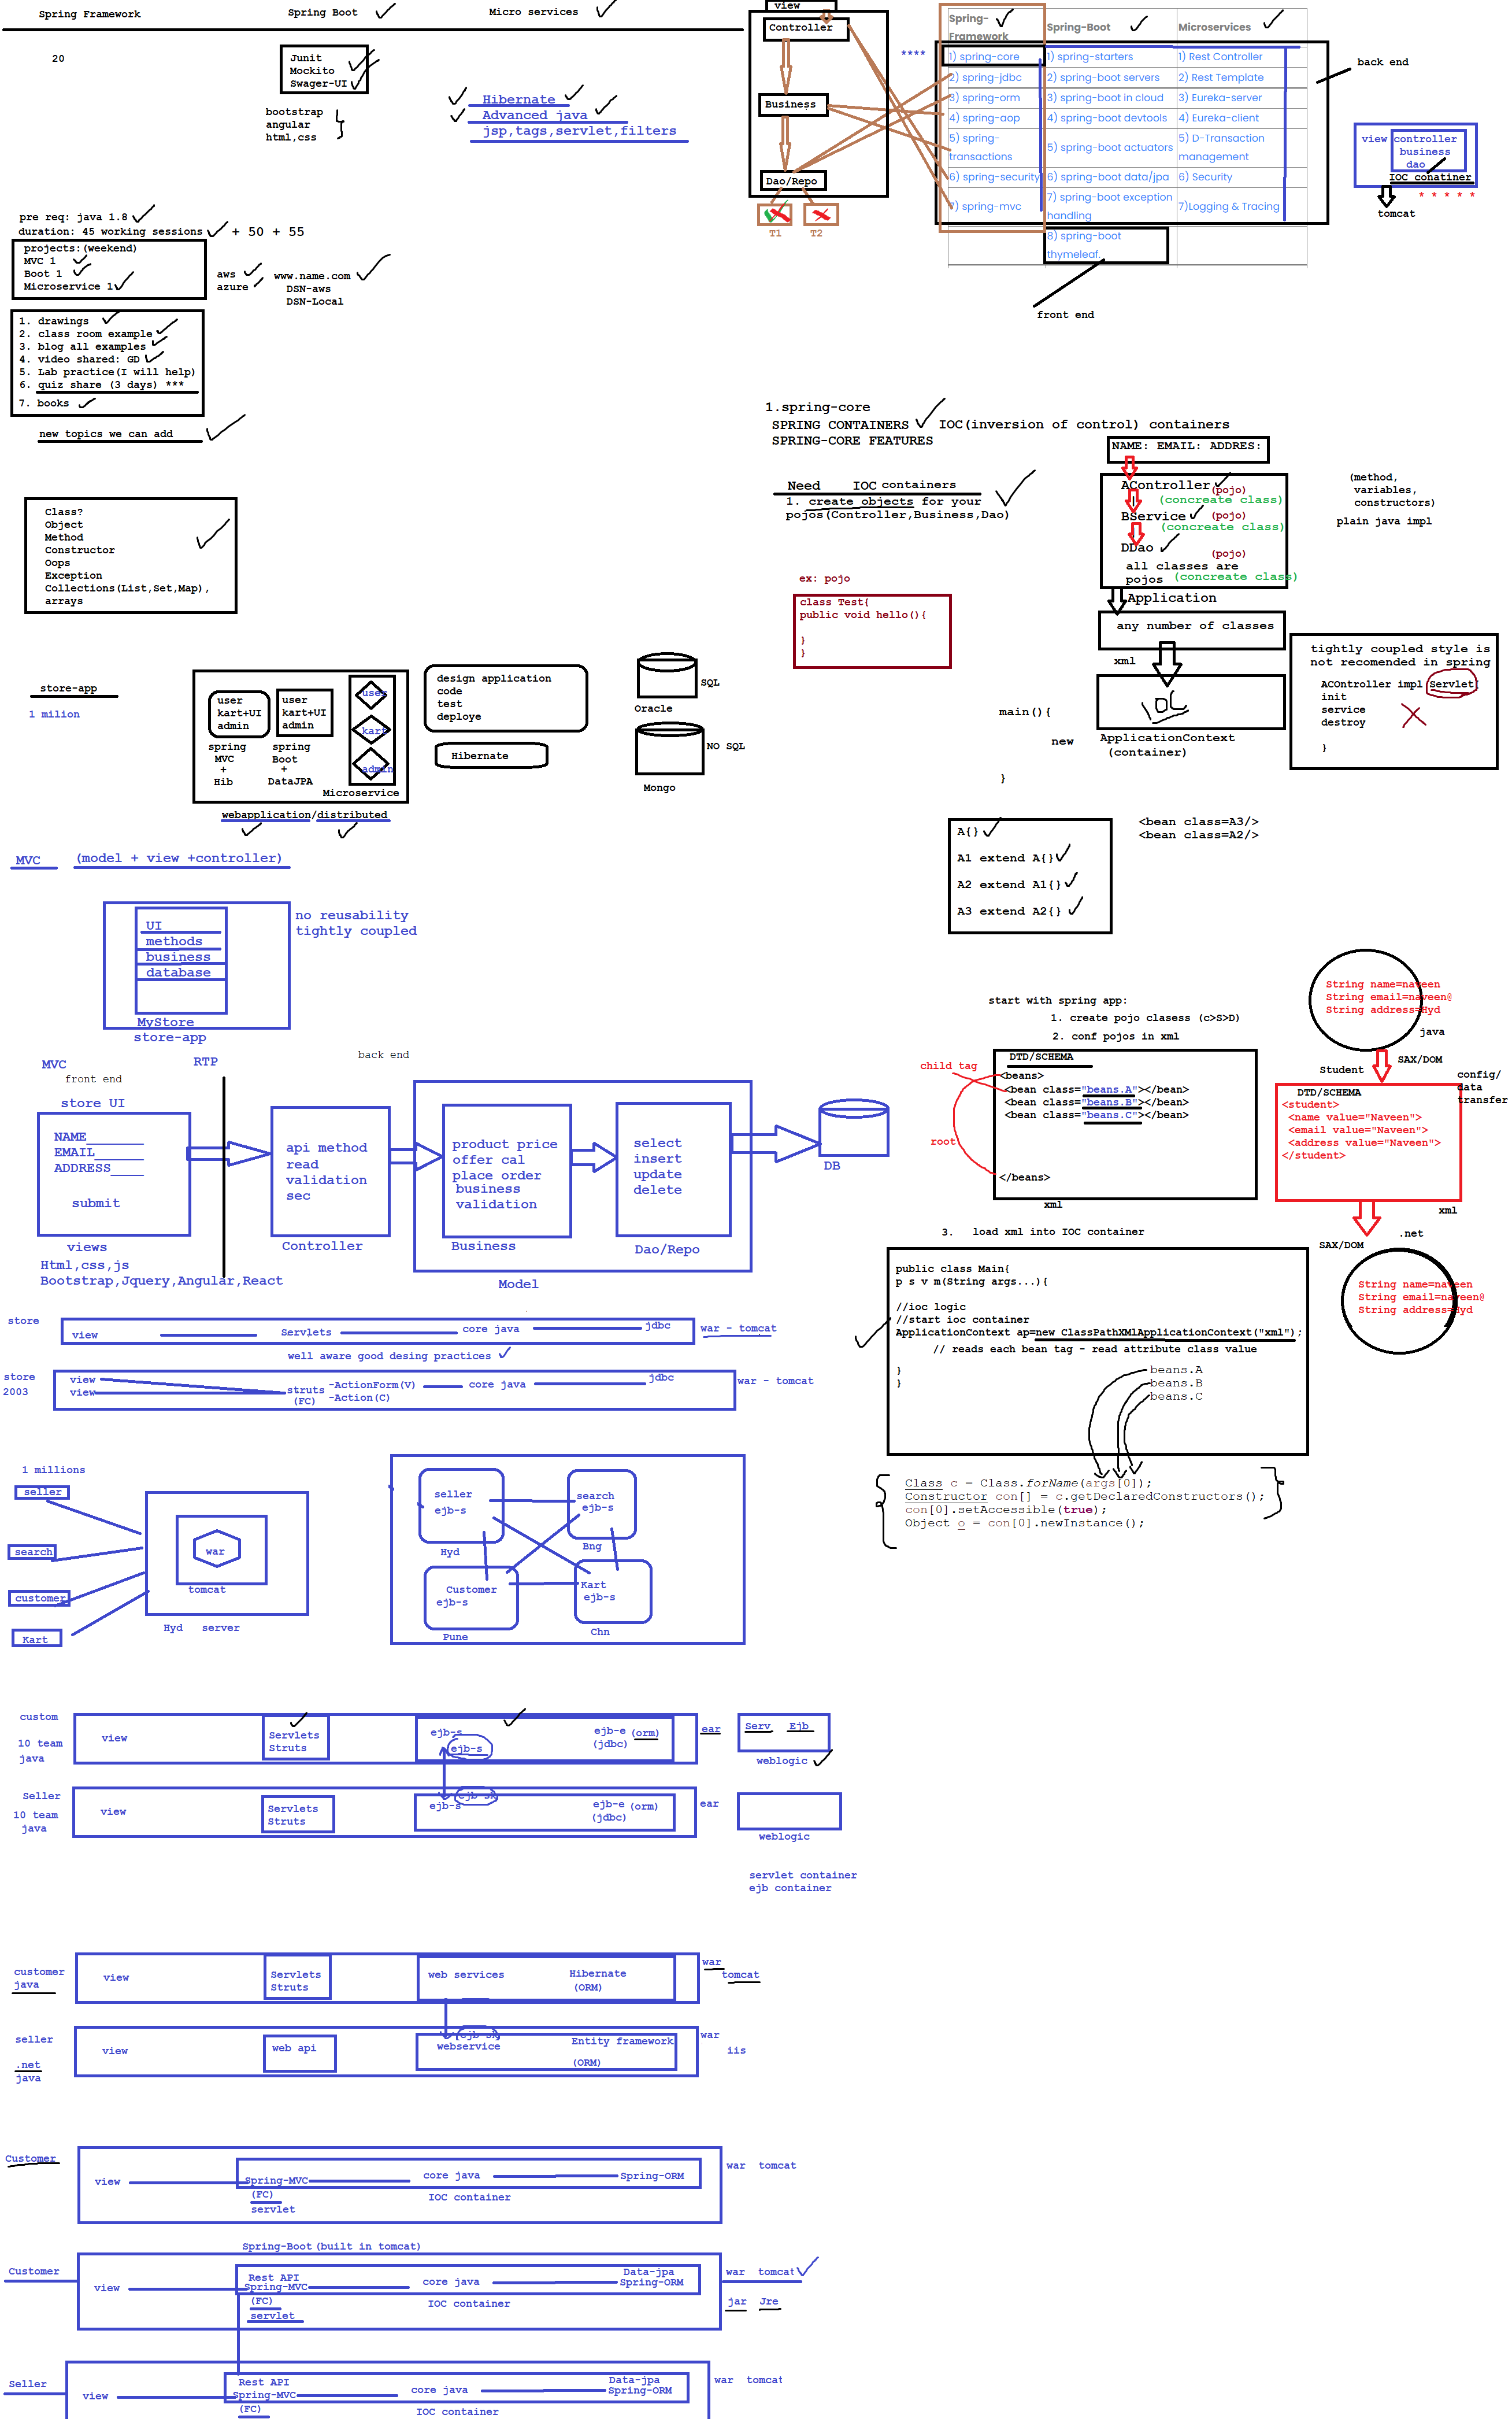 Spring Framework
Spring Boot
Micro services
20
Junit
Mockito
Swager-UI
bootstrap
angular
html,css
Hibernate
Advanced java
jsp,tags,servlet,filters
pre req: java 1.8
duration: 45 working sessions + 50 + 55
projects:(weekend)
MVC 1
Boot 1
Microservice 1
aws
azure
www.name.com
DSN-aws
DSN-Local
1. drawings
2. class room example
3. blog all examples
4. video shared: GD
5. Lab practice(I will help)
6. quiz share (3 days) ***
7. books
new topics we can add
Class?
Object
Method
Constructor
Oops
Exception
Collections(List,Set,Map),
arrays
store-app
1 milion
user
kart+UI
admin
spring
MVC
+
Hib
user
kart+UI
admin
spring
Boot
+
DataJPA
user
kart
admin
Microservice
webapplication/distributed
design application
code
test
deploye
Hibernate
SQL
Oracle
NO SQL
Mongo
MVC (model + view +controller)
UI
methods
business
database
MyStore
store-app
no reusability
tightly coupled
MVC
RTP
back end
front end
store UI
NAME______
EMAIL_____
ADDRESS____
submit
views
Html,css,js
Bootstrap,Jquery,Angular,React
api method
read
validation
sec
Controller
product price
offer cal
place order
business
validation
Business
select
insert
update
delete
Dao/Repo
Model
DB
store
view
Servlets
core java
jdbc
war - tomcat
well aware good desing practices
store
2003
view
view
struts
(FC)
-ActionForm(V)
-Action(C)
core java
jdbc
war - tomcat
1 millions
seller
search
customer
Kart
war
tomcat
Hyd server
seller
ejb-s
Hyd
search
ejb-s
Bng
Customer
ejb-s
Pune
Kart
ejb-s
Chn
custom
10 team
java
view
Servlets
Struts
ejb-s
ejb-s
ejb-e (orm)
(jdbc)
ear
Serv Ejb
weblogic
Seller
10 team
java
view
Servlets
Struts
ejb-sk
ejb-s
ejb-e (orm)
(jdbc)
ear
weblogic
servlet container
ejb container
customer
java
view
Servlets
Struts
web services
Hibernate
(ORM)
war
tomcat
seller
.net
java
view
web api
ejb-sk
webservice
Entity framework
(ORM)
war
iis
Customer
view
Spring-MVC
(FC)
servlet
core java
IOC container
Spring-ORM
war tomcat
Spring-Boot (built in tomcat)
Customer
view
Rest API
Spring-MVC
(FC)
servlet
core java
IOC container
Data-jpa
Spring-ORM
war tomcat
jar Jre
Seller
view
Rest API
Spring-MVC
(FC)
core java
IOC container
Data-jpa
Spring-ORM
war tomcat
view
Controller
Business
Dao/Repo
T1
T2
****
Spring-
Framework
Spring-Boot
Microservices
1) spring-core
1) spring-starters
1) Rest Controller
2) spring-jdbc
2) spring-boot servers
2) Rest Template
3) spring-orm
3) spring-boot in cloud
3) Eureka-server
4) spring-aop
4) spring-boot devtools
4) Eureka-client
5) spring-
transactions
5) spring-boot actuators
5) D-Transaction
management
6) spring-security
6) spring-boot data/jpa
6) Security
7) spring-mvc
7) spring-boot exception
handling
7)Logging & Tracing
8) spring-boot
thymeleaf.
back end
front end
view
controller
business
dao
IOC conatiner
* * * * *
tomcat
1.spring-core
SPRING CONTAINERS IOC(inversion of control) containers
SPRING-CORE FEATURES
Need IOC containers
1. create objects for your
pojos(Controller,Business,Dao)
NAME: EMAIL: ADDRES:
AController
(pojo)
(concreate class)
BService
(pojo)
(concreate class)
DDao
(pojo)
all classes are
pojos (concreate class)
Application
any number of classes
xml
IOC
ApplicationContext
(container)
(method,
variables,
constructors)
plain java impl
ex: pojo
class Test{
public void hello(){
}
}
main(){
new
}
tightly coupled style is
not recomended in spring
ACOntroller impl Servlet{
init
service
destroy
}
A{}
A1 extend A{}
A2 extend A1{}
A3 extend A2{}
<bean class=A3/>
<bean class=A2/>
start with spring app:
1. create pojo clasess (c>S>D)
2. conf pojos in xml
DTD/SCHEMA
child tag
<beans>
<bean class="beans.A"></bean>
<bean class="beans.B"></bean>
<bean class="beans.C"></bean>
root
</beans>
xml
String name=naveen
String email=naveen@
String address=Hyd
java
SAX/DOM
Student
config/
data
transfer
DTD/SCHEMA
<student>
<name value="Naveen">
<email value="Naveen">
<address value="Naveen">
</student>
xml
SAX/DOM
.net
String name=naveen
String email=naveen@
String address=Hyd
3. load xml into IOC container
public class Main{
p s v m(String args...){
//ioc logic
//start ioc container
ApplicationContext ap=new ClassPathXMlApplicationContext("xml");
// reads each bean tag - read attribute class value
}
}
beans.A
beans.B
beans.C
Class c = Class.forName(args[0]);
Constructor con[] = c.getDeclaredConstructors();
con[0].setAccessible(true);
Object o = con[0].newInstance();